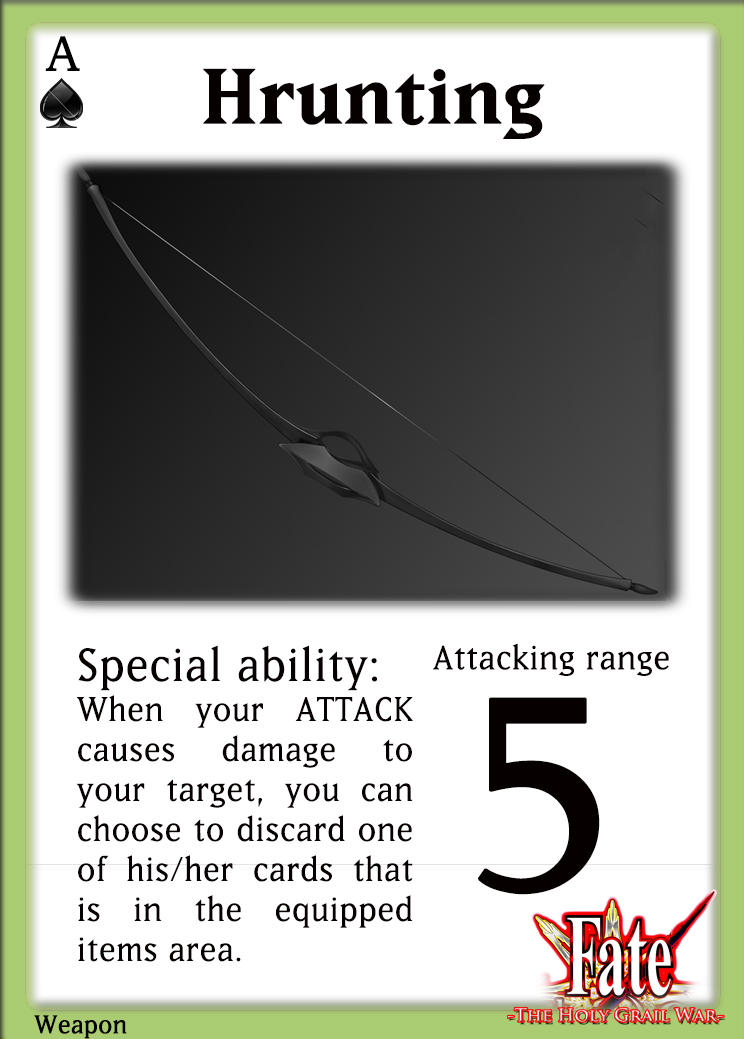 A
Hrunting
Special ability:
When your ATTACK
causes damage to
your target, you can
choose to discard one
of his/her cards that
is in the equipped
items area.
Attacking range
5
Fate
-THE HOLY GRAIL WAR-
Weapon